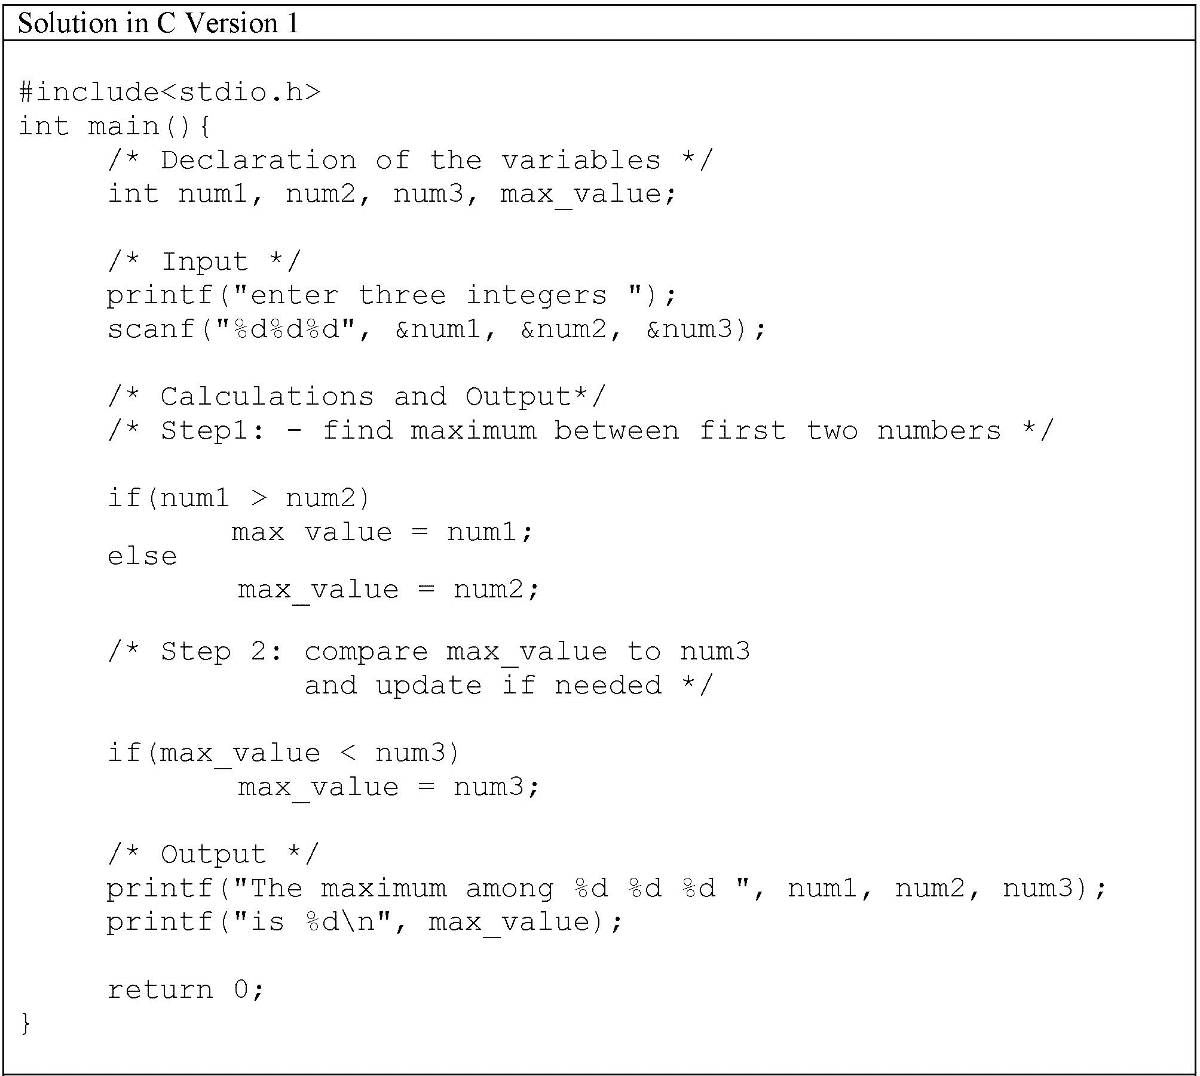 Solution in C Version 1
#include<stdio.h>
int main(){
/* Declaration of the variables */
int num1, num2, num3, max_value;
/* Input */
printf("enter three integers ");
scanf("%d%d%d", &num1, &num2, &num3);
/* Calculations and Output*/
/* Step1: - find maximum between first two numbers */
if(num1 > num2)
max value = num1;
else
max_value = num2;
/* Step 2: compare max_value to num3
and update if needed */
if(max_value < num3)
max_value = num3;
/* Output */
printf("The maximum among %d %d %d ", num1, num2, num3);
printf("is %d\n", max_value);
return 0;
}